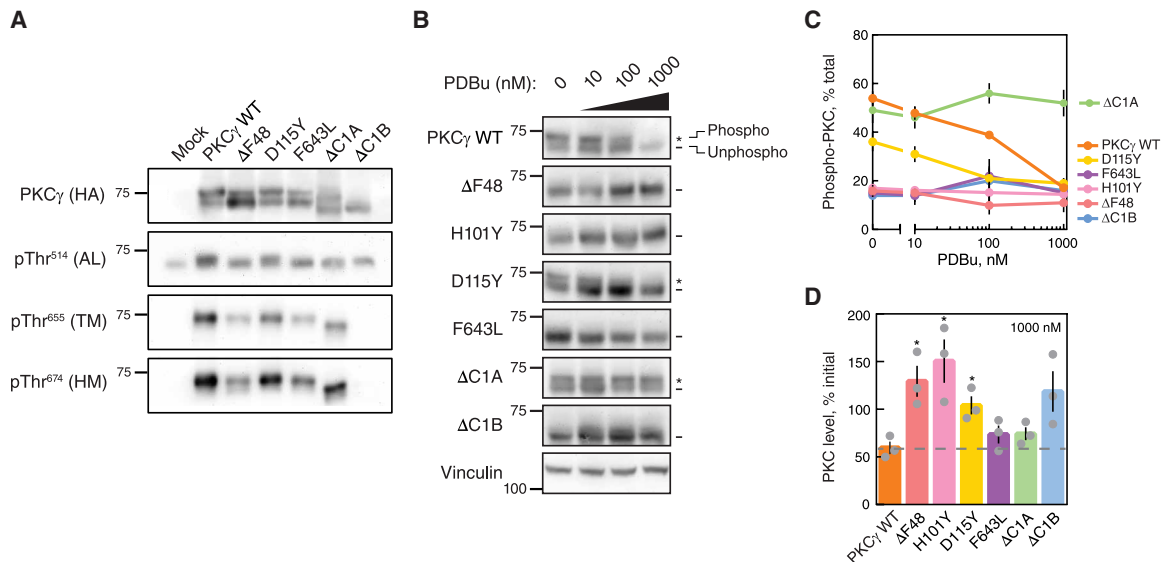 A
Mock
PKCγ WT
ΔF48
D115Y
F643L
ΔC1A
ΔC1B
PKCγ (HA)
75
pThr514 (AL)
75
pThr655 (TM)
75
pThr674 (HM)
75
B
PDBu (nM):
0 10 100 1000
PKCγ WT
75
*
Phospho
Unphospho
ΔF48
75
H101Y
75
D115Y
75
*
F643L
75
ΔC1A
75
*
ΔC1B
75
Vinculin
100
C
Phospho-PKC, % total
80
60
40
20
0
0 10 100 1000
PDBu, nM
ΔC1A
PKCγ WT
D115Y
F643L
H101Y
ΔF48
ΔC1B
D
PKC level, % initial
200
150
100
50
0
1000 nM
* * *
PKCγ WT
ΔF48
H101Y
D115Y
F643L
ΔC1A
ΔC1B